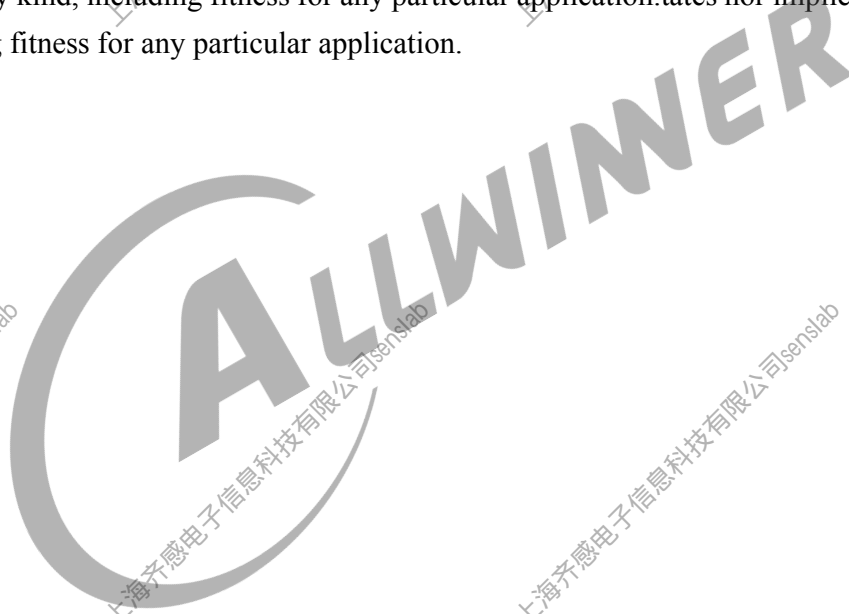 y kind, including fitness for any particular application.tates nor implie
g fitness for any particular application.
ALLWINNER
上海齐感电子信息科技有限公司senslab
上海齐感电子信息科技有限公司senslab